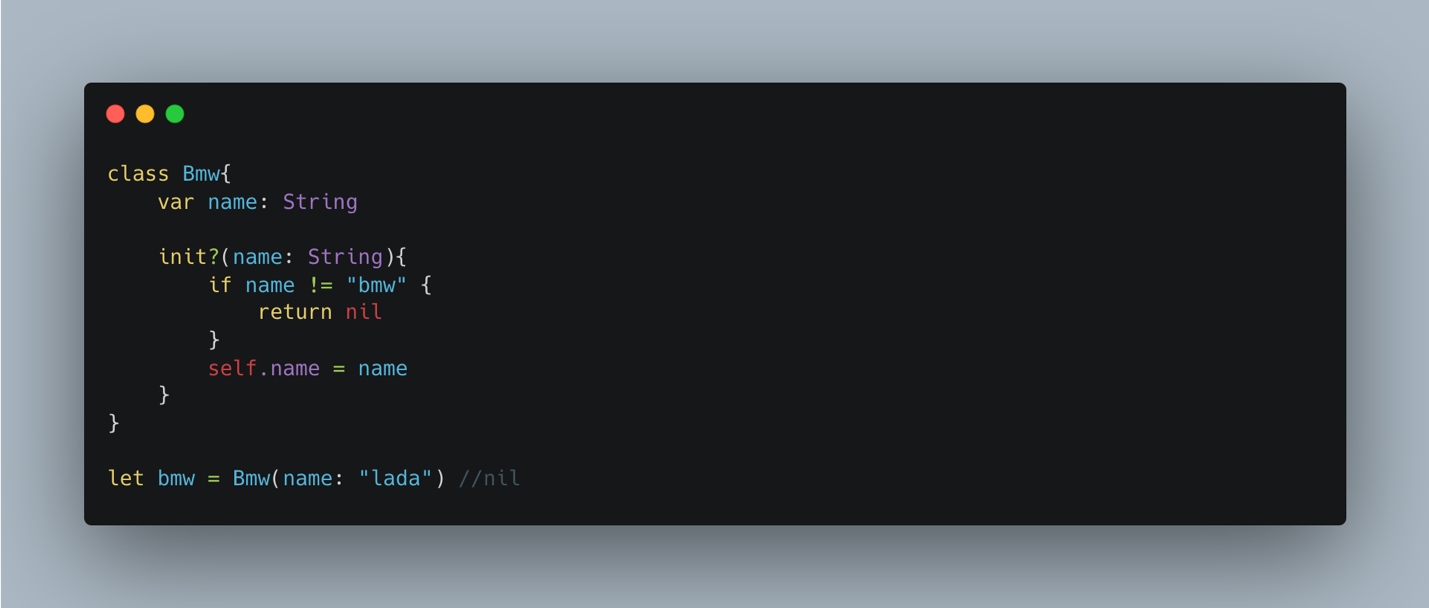 class Bmw{
    var name: String

    init?(name: String){
        if name != "bmw" {
            return nil
        }
        self.name = name
    }
}

let bmw = Bmw(name: "lada") //nil